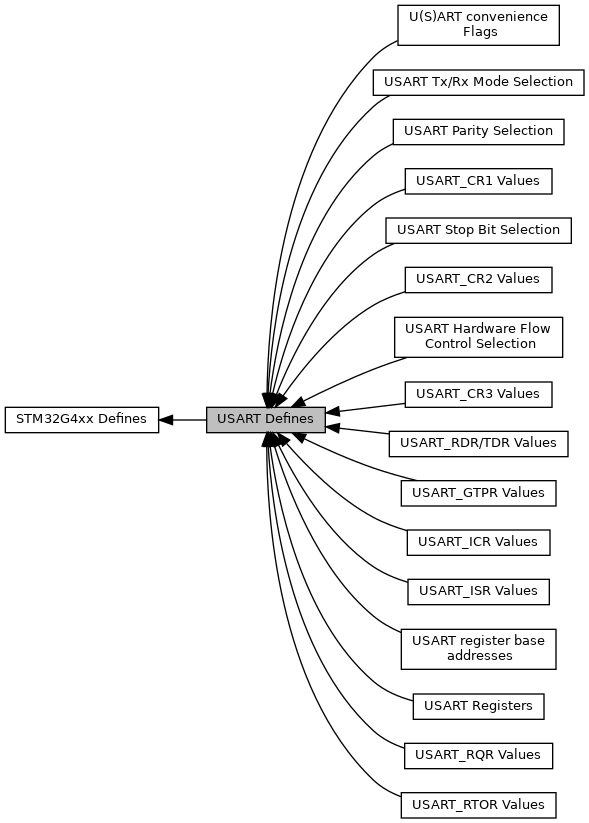 U(S)ART convenience
Flags
USART Tx/Rx Mode Selection
USART Parity Selection
USART_CR1 Values
USART Stop Bit Selection
USART_CR2 Values
USART Hardware Flow
Control Selection
USART_CR3 Values
STM32G4xx Defines
USART Defines
USART_RDR/TDR Values
USART_GTPR Values
USART_ICR Values
USART_ISR Values
USART register base
addresses
USART Registers
USART_RQR Values
USART_RTOR Values